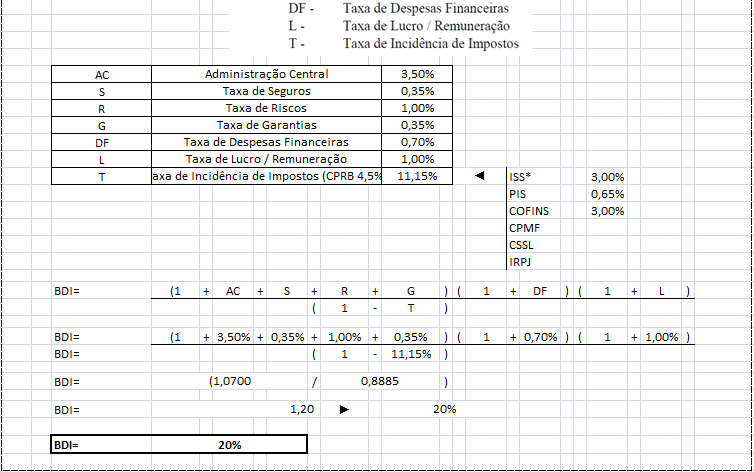 DF - Taxa de Despesas Financeiras
L - Taxa de Lucro / Remuneração
T - Taxa de Incidência de Impostos
AC Administração Central 3,50%
S Taxa de Seguros 0,35%
R Taxa de Riscos 1,00%
G Taxa de Garantias 0,35%
DF Taxa de Despesas Financeiras 0,70%
L Taxa de Lucro / Remuneração 1,00%
T axa de Incidência de Impostos (CPRB 4,5% 11,15% ◄ ISS* 3,00%
PIS 0,65%
COFINS 3,00%
CPMF
CSSL
IRPJ
BDI= (1 + AC + S + R + G ) ( 1 + DF ) ( 1 + L )
( 1 - T )
BDI= (1 + 3,50% + 0,35% + 1,00% + 0,35% ) ( 1 + 0,70% ) ( 1 + 1,00% )
BDI= ( 1 - 11,15% )
BDI= (1,0700 / 0,8885 )
BDI= 1,20 ► 20%
BDI= 20%